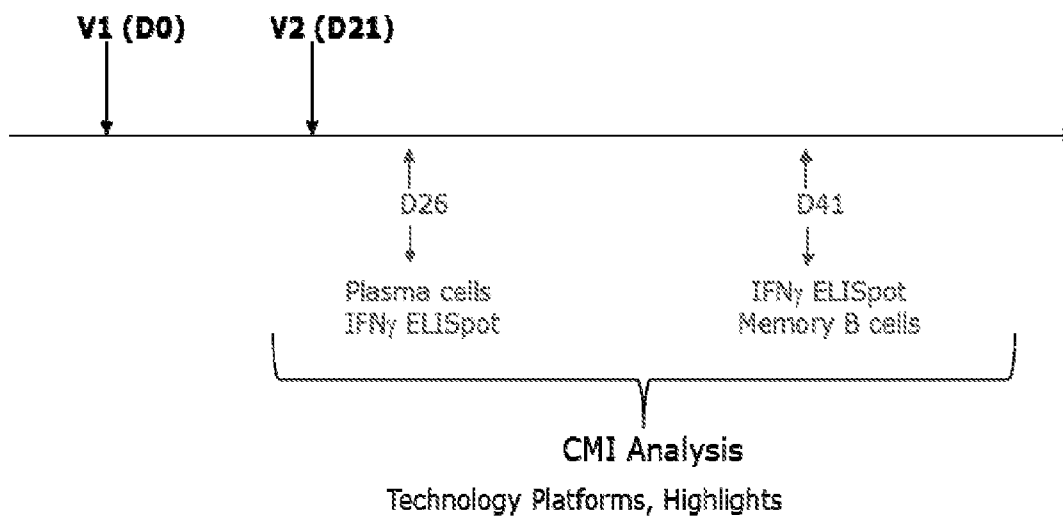 V1 (D0) V2 (D21)
D26 D41
Plasma cells
IFNγ ELISpot
IFNγ ELISpot
Memory B cells
CMI Analysis
Technology Platforms, Highlights